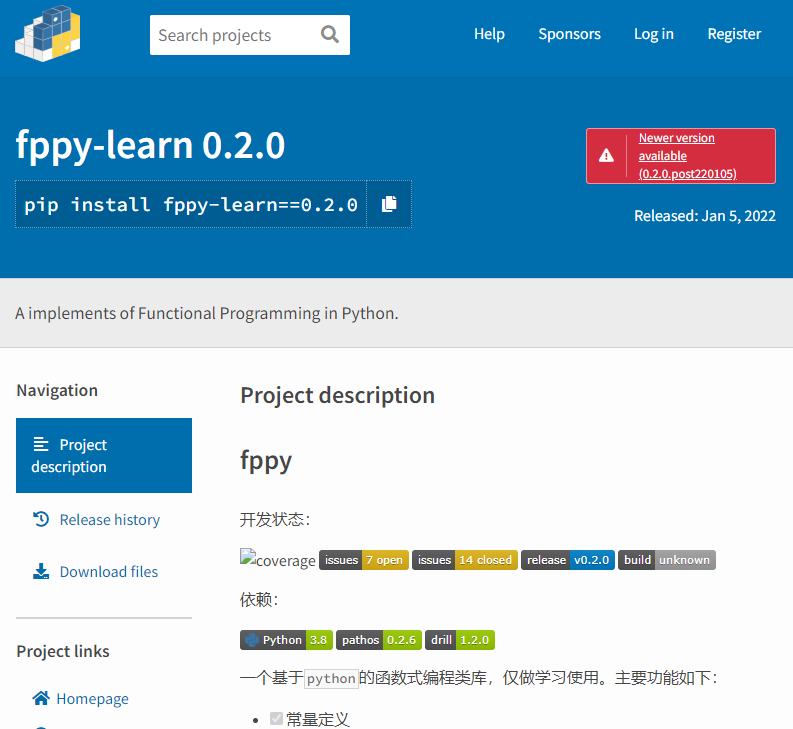 Search projects
Help
Sponsors
Log in
Register
fppy-learn 0.2.0
Newer version
available
(0.2.0.post220105)
pip install fppy-learn==0.2.0
Released: Jan 5, 2022
A implements of Functional Programming in Python.
Navigation
Project
description
Release history
Download files
Project links
Homepage
Project description
fppy
开发状态：
coverage issues 7 open issues 14 closed release v0.2.0 build unknown
依赖：
Python 3.8 pathos 0.2.6 drill 1.2.0
一个基于python的函数式编程类库，仅做学习使用。主要功能如下：
常量定义